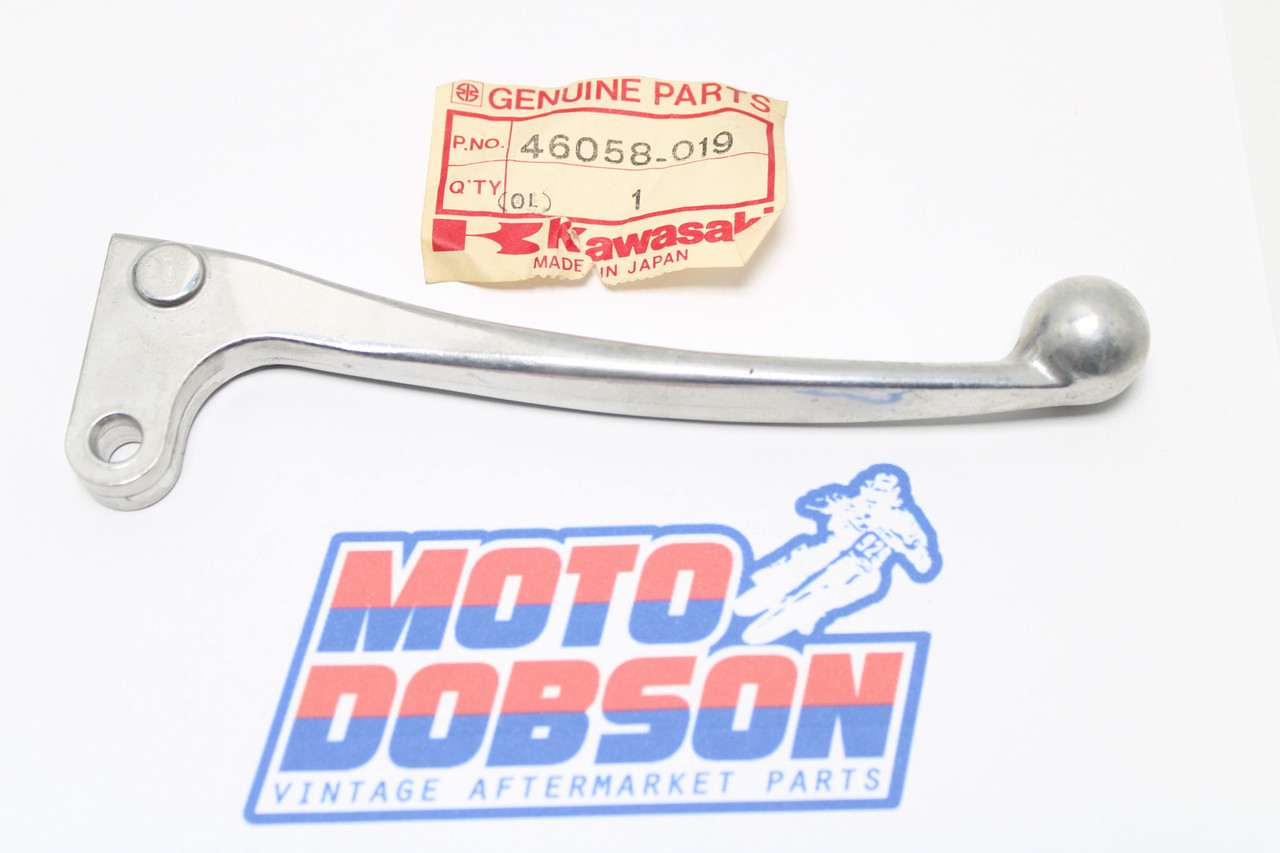 GENUINE PARTS
P.NO. 46058-019
Q'TY (OL) 1
Kawasaki
MADE IN JAPAN
MOTO
DOBSON
VINTAGE AFTERMARKET PARTS